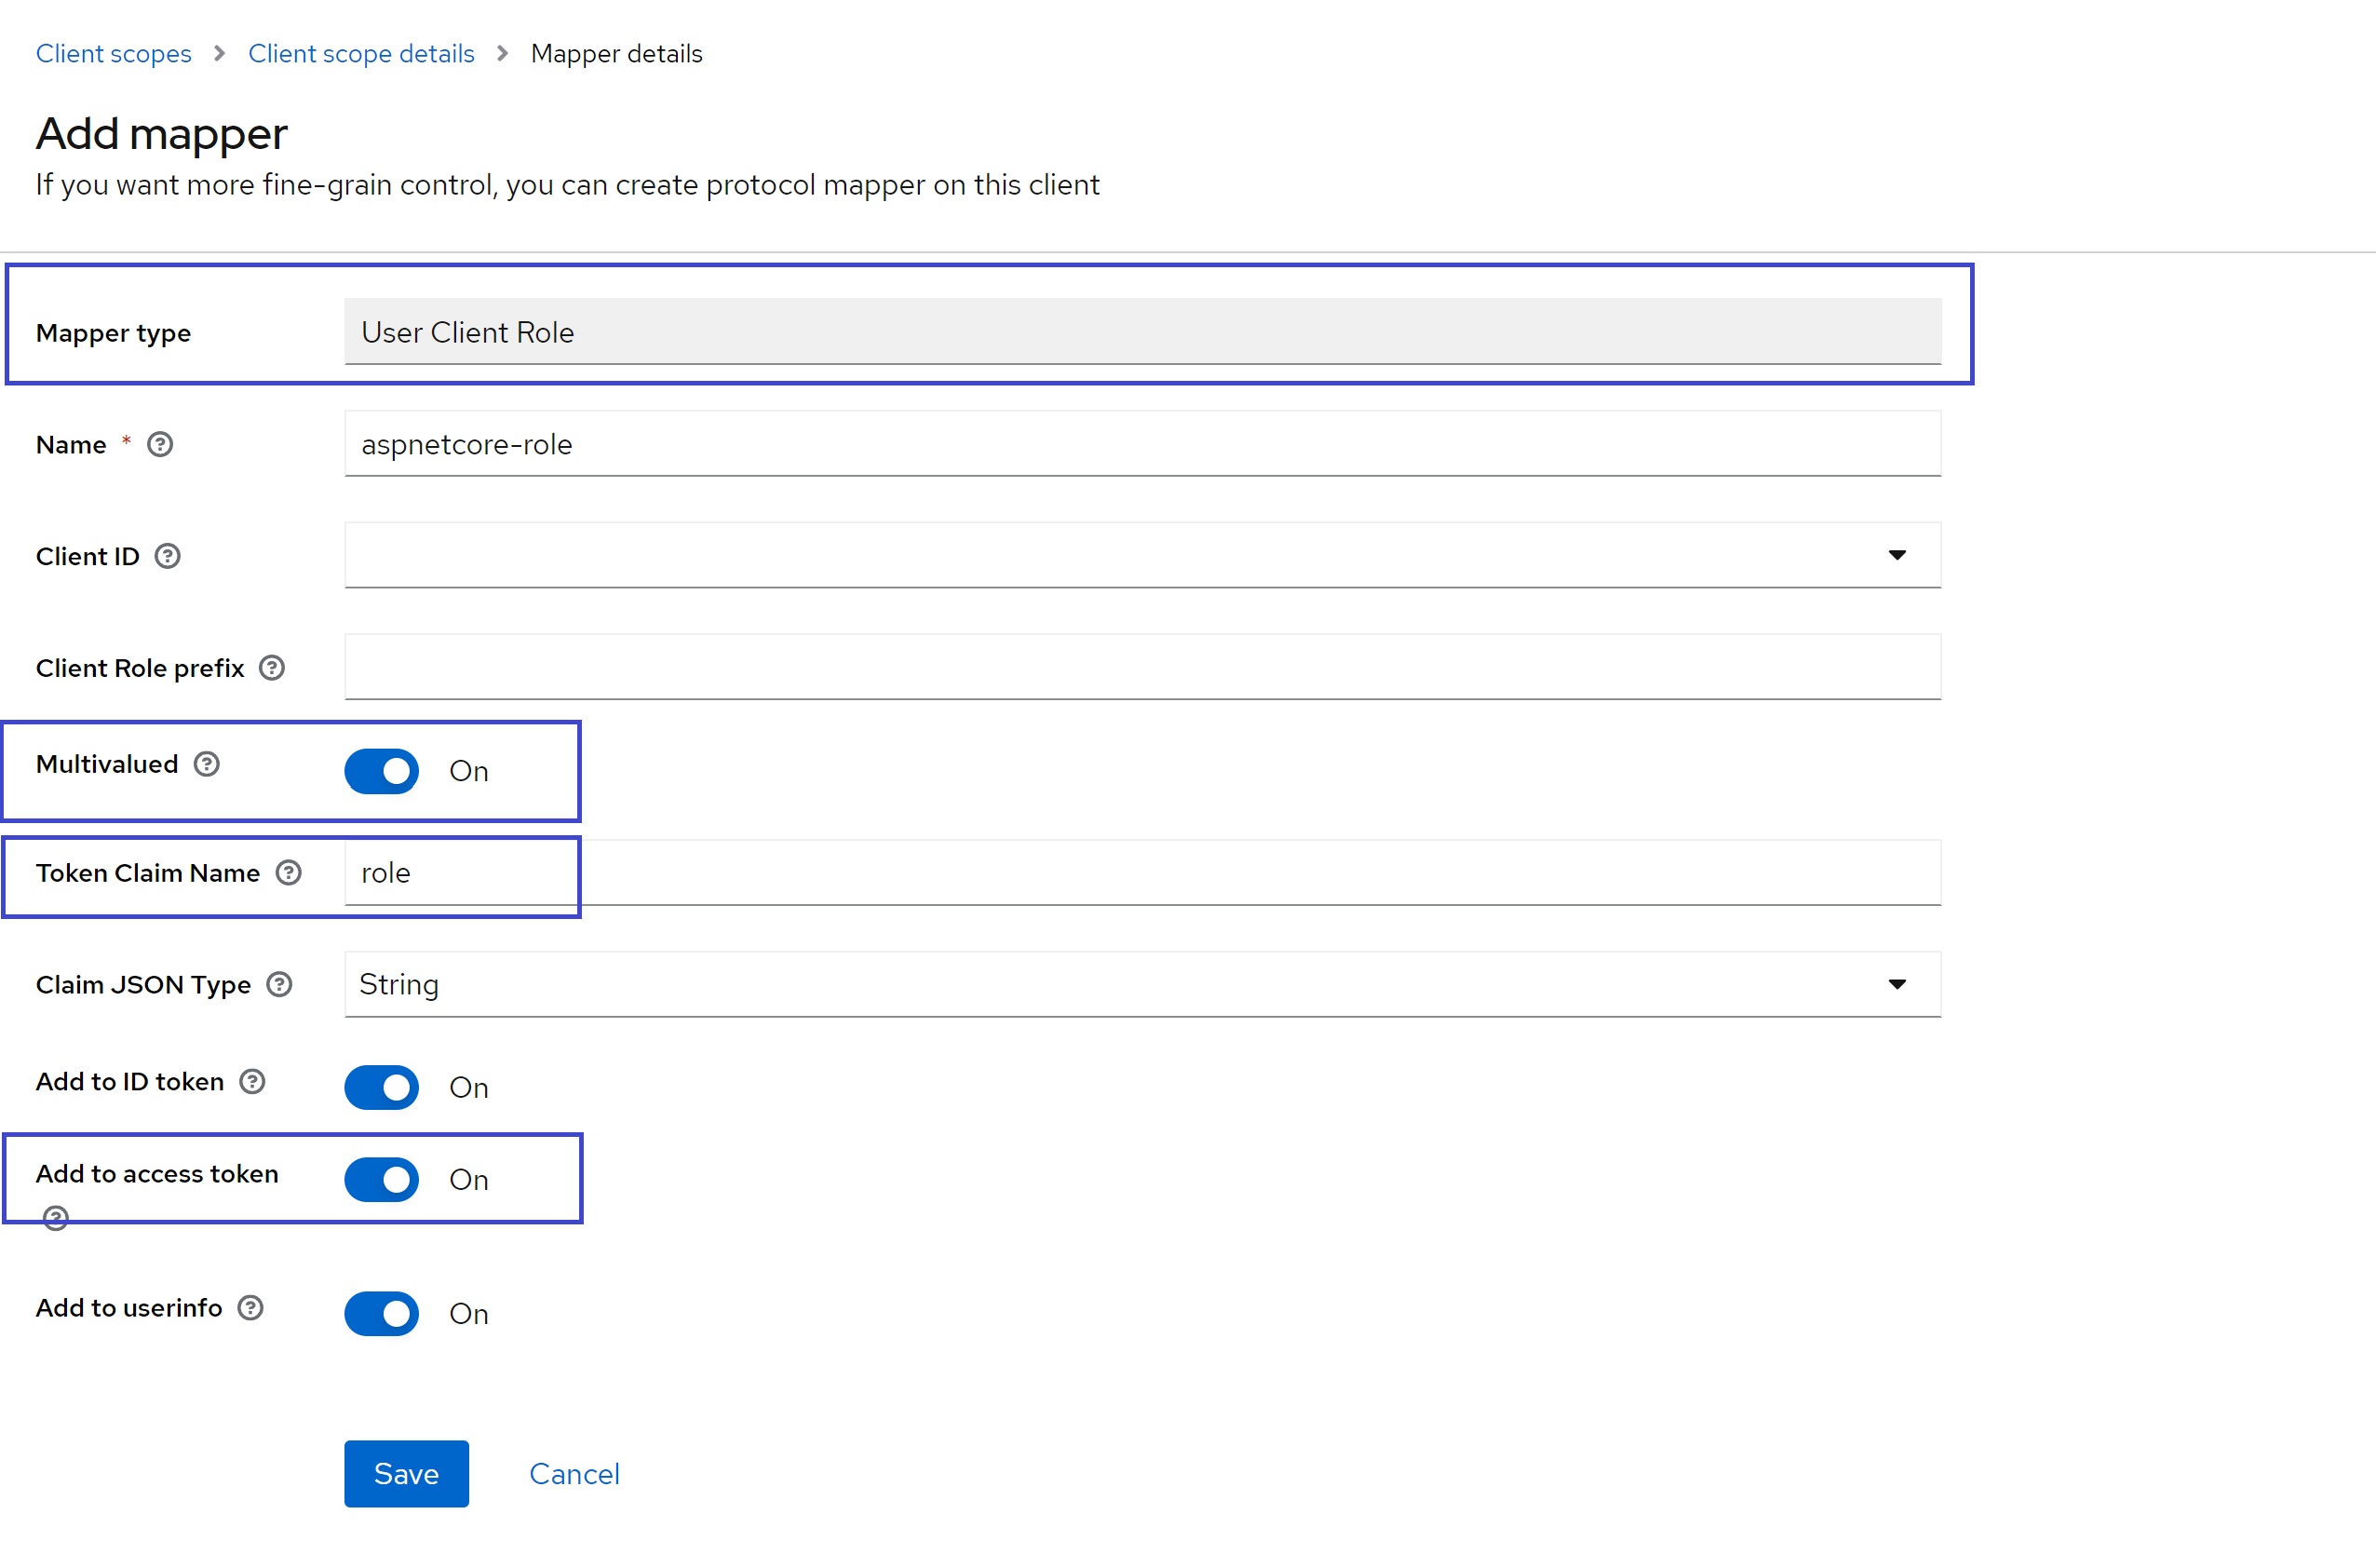 Client scopes > Client scope details > Mapper details
Add mapper
If you want more fine-grain control, you can create protocol mapper on this client
Mapper type User Client Role
Name * aspnetcore-role
Client ID
Client Role prefix
Multivalued On
Token Claim Name role
Claim JSON Type String
Add to ID token On
Add to access token On
Add to userinfo On
Save Cancel